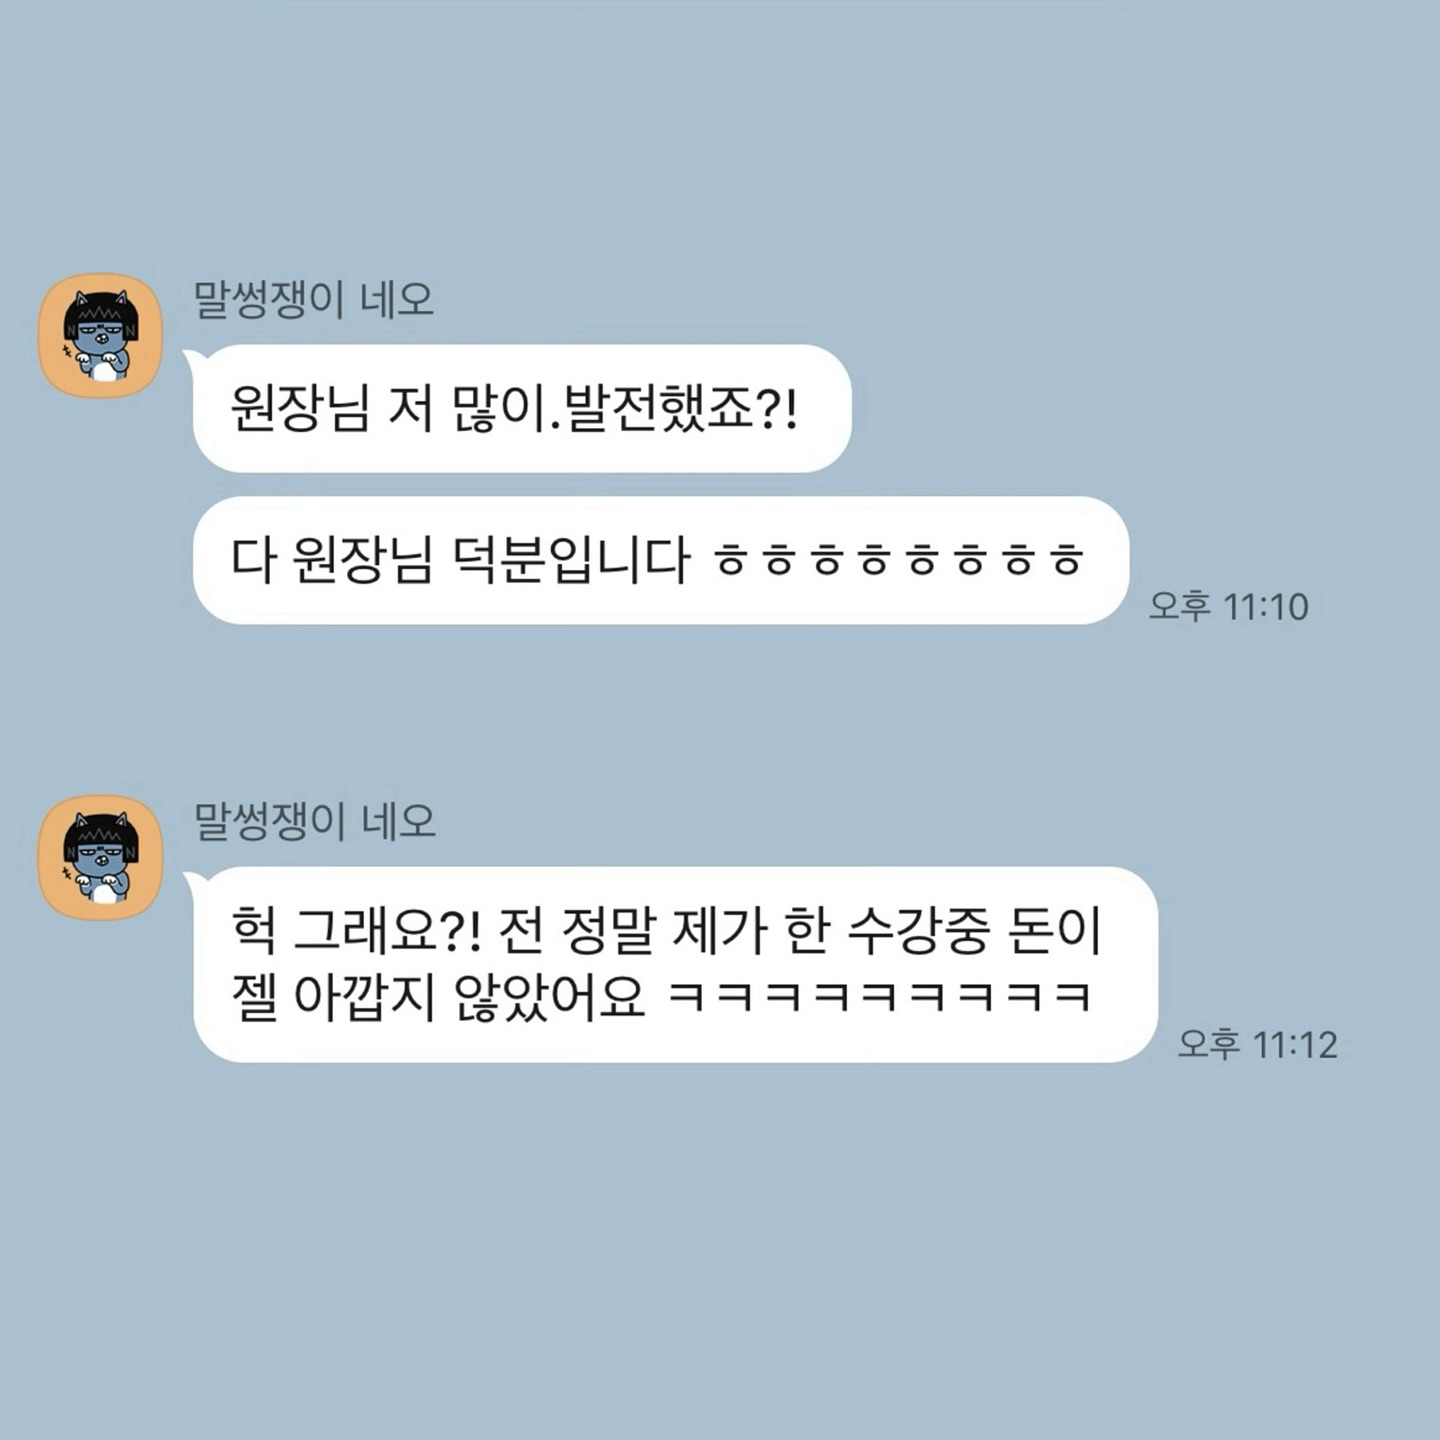 말썽쟁이 네오
원장님 저 많이.발전했죠?!
다 원장님 덕분입니다 ㅎㅎㅎㅎㅎㅎㅎㅎ
오후 11:10
말썽쟁이 네오
헉 그래요?! 전 정말 제가 한 수강중 돈이
젤 아깝지 않았어요 ㅋㅋㅋㅋㅋㅋㅋㅋㅋ
오후 11:12